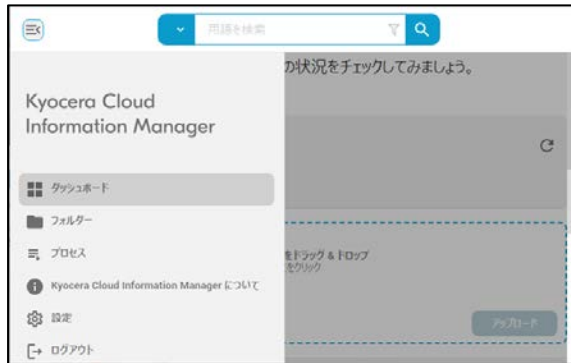 用語を検索
の状況をチェックしてみましょう。
Kyocera Cloud
Information Manager
ダッシュボード
フォルダー
プロセス
をドラッグ & ドロップ
をクリック
Kyocera Cloud Information Manager について
設定
アップロード
ログアウト